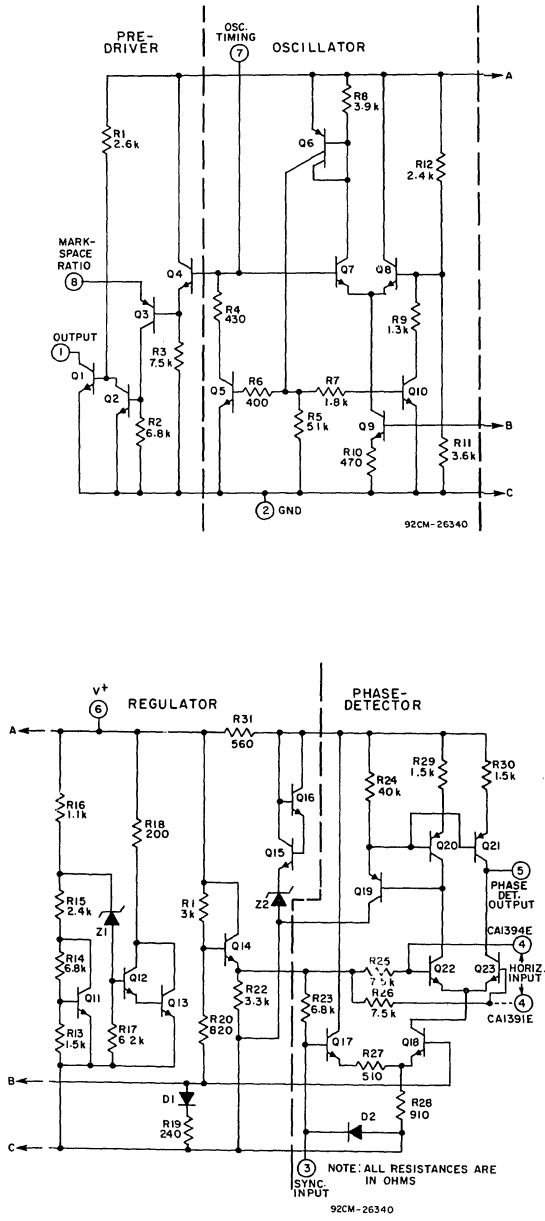 PRE-
DRIVER
OSC.
TIMING
7
OSCILLATOR
A
R1
2.6k
R8
3.9k
Q6
R12
2.4k
MARK-
SPACE
RATIO
8
Q4
Q7
Q8
Q3
R4
430
R9
1.3k
OUTPUT
1
R3
7.5k
Q1
Q2
Q5
R6
400
R7
1.8k
Q10
R2
6.8k
R5
51k
Q9
B
R10
470
R11
3.6k
C
2
GND
92CM-26340
V+
6
REGULATOR
PHASE-
DETECTOR
A
R31
560
R29
1.5k
R30
1.5k
R16
1.1k
R18
200
Q16
R24
40k
Q20
Q21
Q15
5
PHASE
DET.
OUTPUT
R15
2.4k
Z1
R1
3k
Z2
Q19
CA1394E
4
R14
6.8k
Q14
R25
7.5k
Q22
Q23
HORIZ.
INPUT
Q12
Q13
Q11
R22
3.3k
R23
6.8k
R26
7.5k
4
CA1391E
R13
1.5k
R17
6.2k
R20
820
Q17
R27
510
Q18
B
D1
R28
910
R19
240
D2
C
3
SYNC.
INPUT
NOTE: ALL RESISTANCES ARE
IN OHMS
92CM-26340